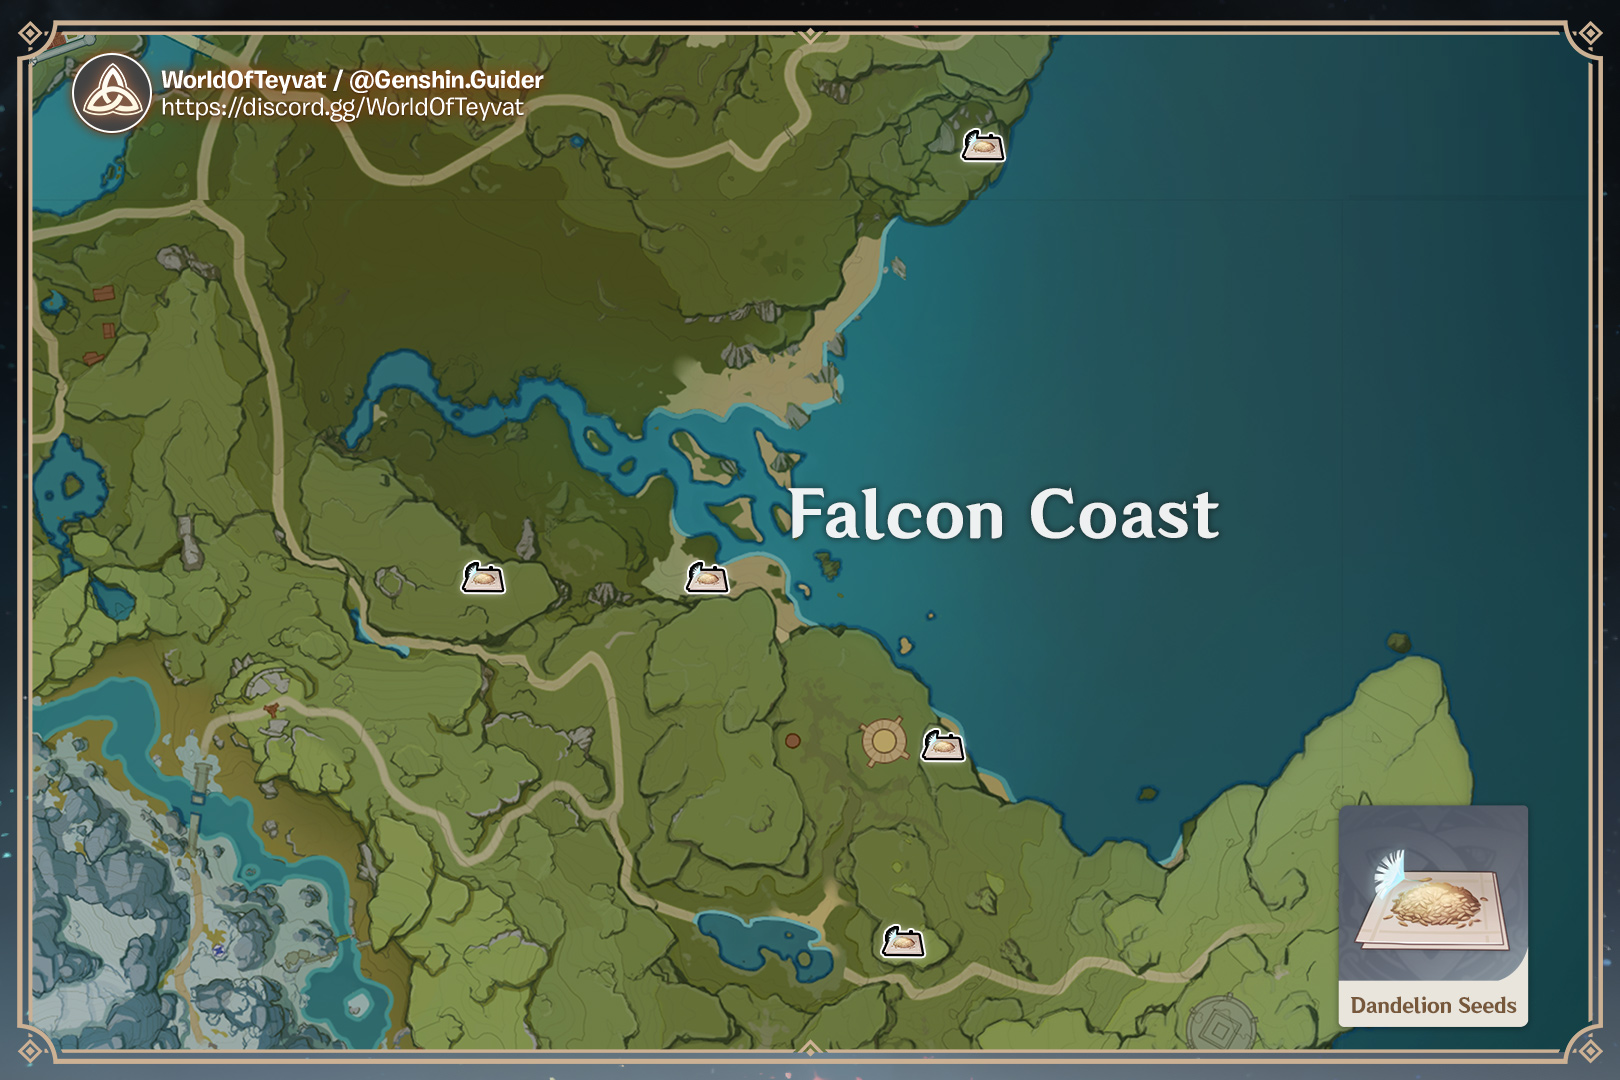 WorldOfTeyvat / @Genshin.Guider
https://discord.gg/WorldOfTeyvat
Falcon Coast
Dandelion Seeds